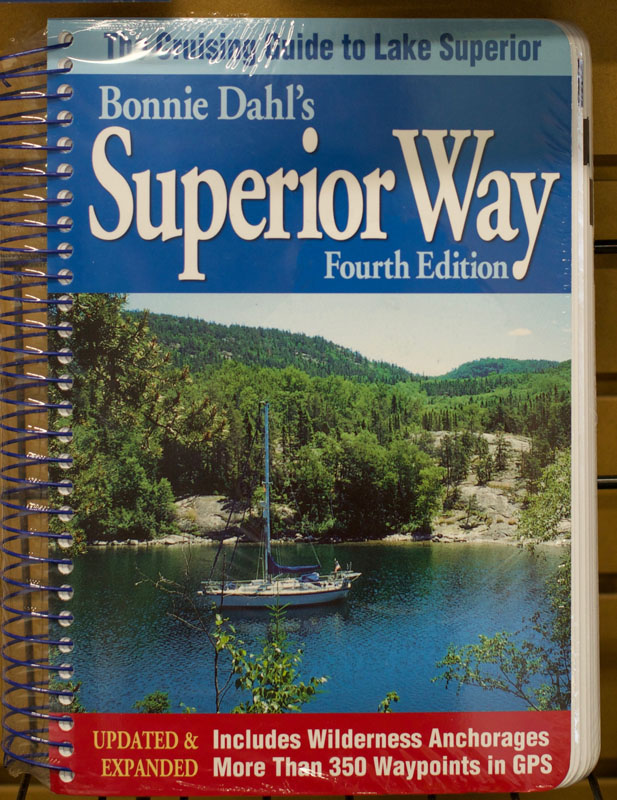 The Cruising Guide to Lake Superior
Bonnie Dahl's
Superior Way
Fourth Edition
UPDATED & EXPANDED
Includes Wilderness Anchorages
More Than 350 Waypoints in GPS